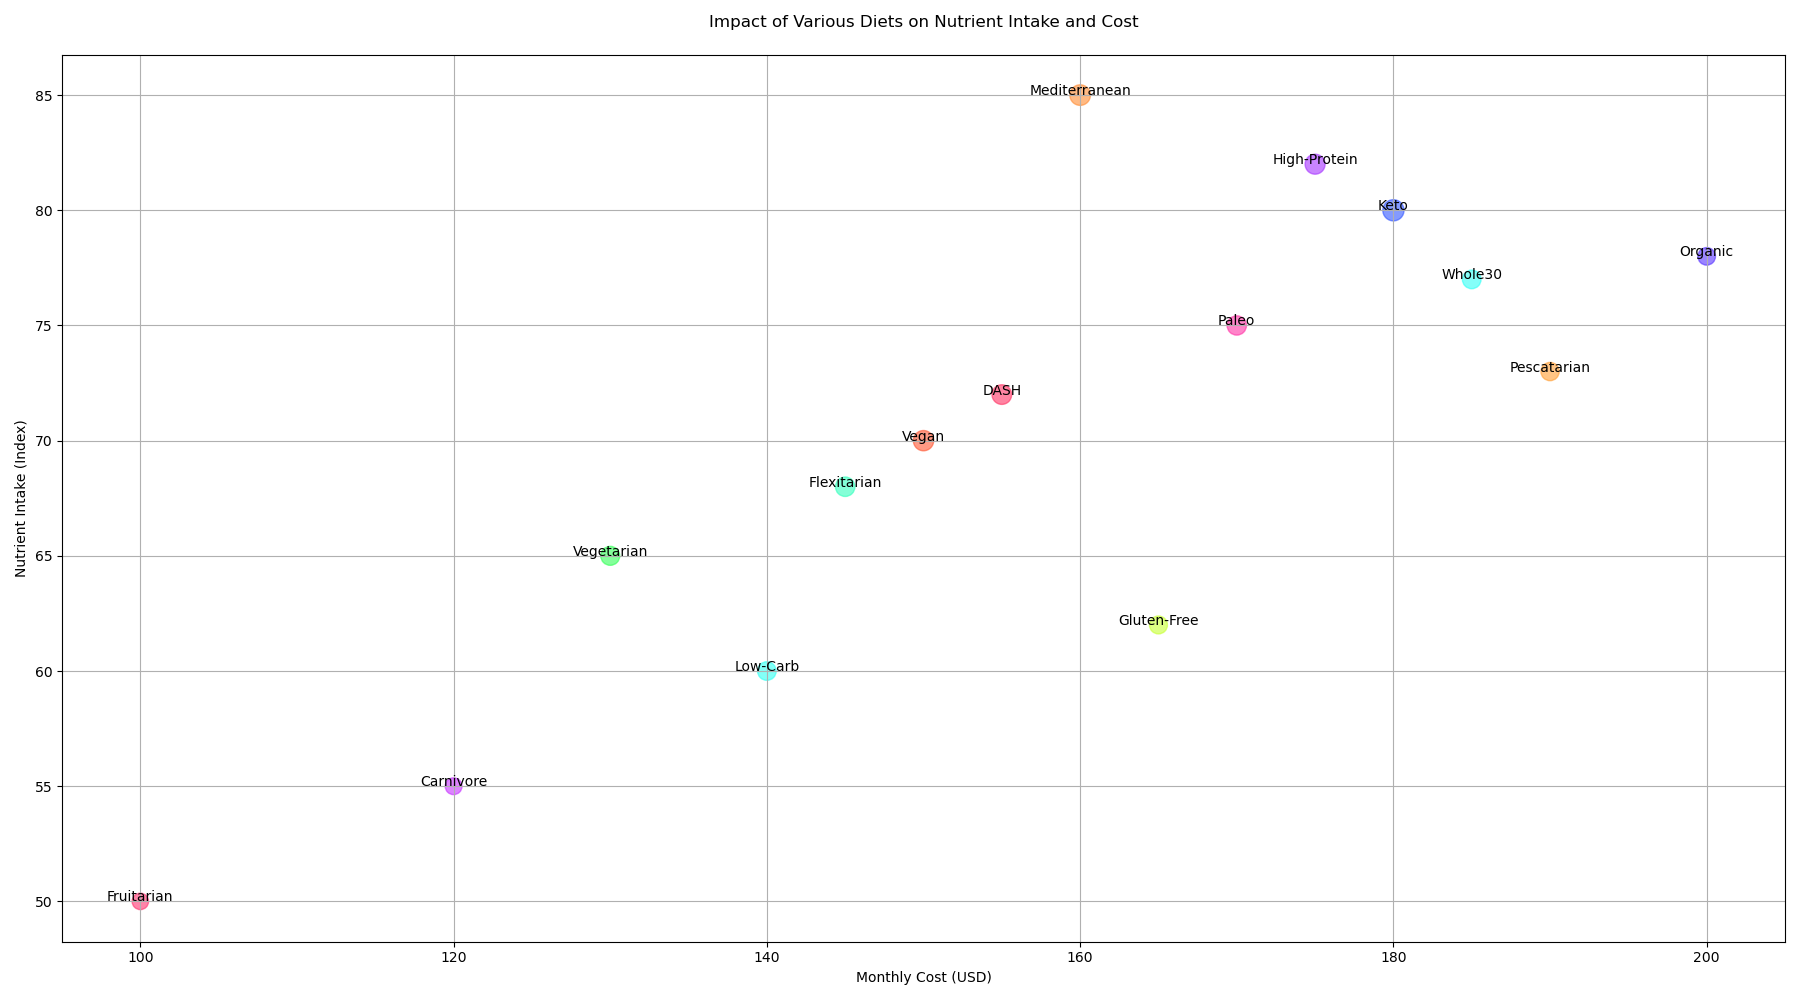 Impact of Various Diets on Nutrient Intake and Cost
85
80
75
70
65
60
55
50
Nutrient Intake (Index)
Mediterranean
High-Protein
Keto
Organic
Whole30
Paleo
Pescatarian
DASH
Vegan
Flexitarian
Vegetarian
Gluten-Free
Low-Carb
Carnivore
Fruitarian
100 120 140 160 180 200
Monthly Cost (USD)